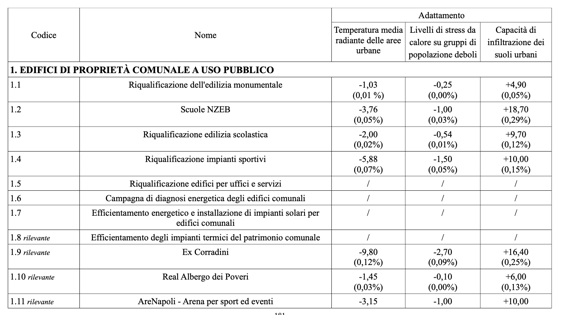 Adattamento
Codice Nome Temperatura media radiante delle aree urbane Livelli di stress da calore su gruppi di popolazione deboli Capacità di infiltrazione dei suoli urbani
1. EDIFICI DI PROPRIETÀ COMUNALE A USO PUBBLICO
1.1 Riqualificazione dell'edilizia monumentale -1,03 -0,25 +4,90
(0,01 %) (0,00%) (0,05%)
1.2 Scuole NZEB -3,76 -1,00 +18,70
(0,05%) (0,03%) (0,29%)
1.3 Riqualificazione edilizia scolastica -2,00 -0,54 +9,70
(0,02%) (0,01%) (0,12%)
1.4 Riqualificazione impianti sportivi -5,88 -1,50 +10,00
(0,07%) (0,05%) (0,15%)
1.5 Riqualificazione edifici per uffici e servizi / / /
1.6 Campagna di diagnosi energetica degli edifici comunali / / /
1.7 Efficientamento energetico e installazione di impianti solari per / / /
edifici comunali
1.8 rilevante Efficientamento degli impianti termici del patrimonio comunale / / /
1.9 rilevante Ex Corradini -9,80 -2,70 +16,40
(0,12%) (0,09%) (0,25%)
1.10 rilevante Real Albergo dei Poveri -1,45 -0,10 +6,00
(0,03%) (0,00%) (0,13%)
1.11 rilevante AreNapoli - Arena per sport ed eventi -3,15 -1,00 +10,00